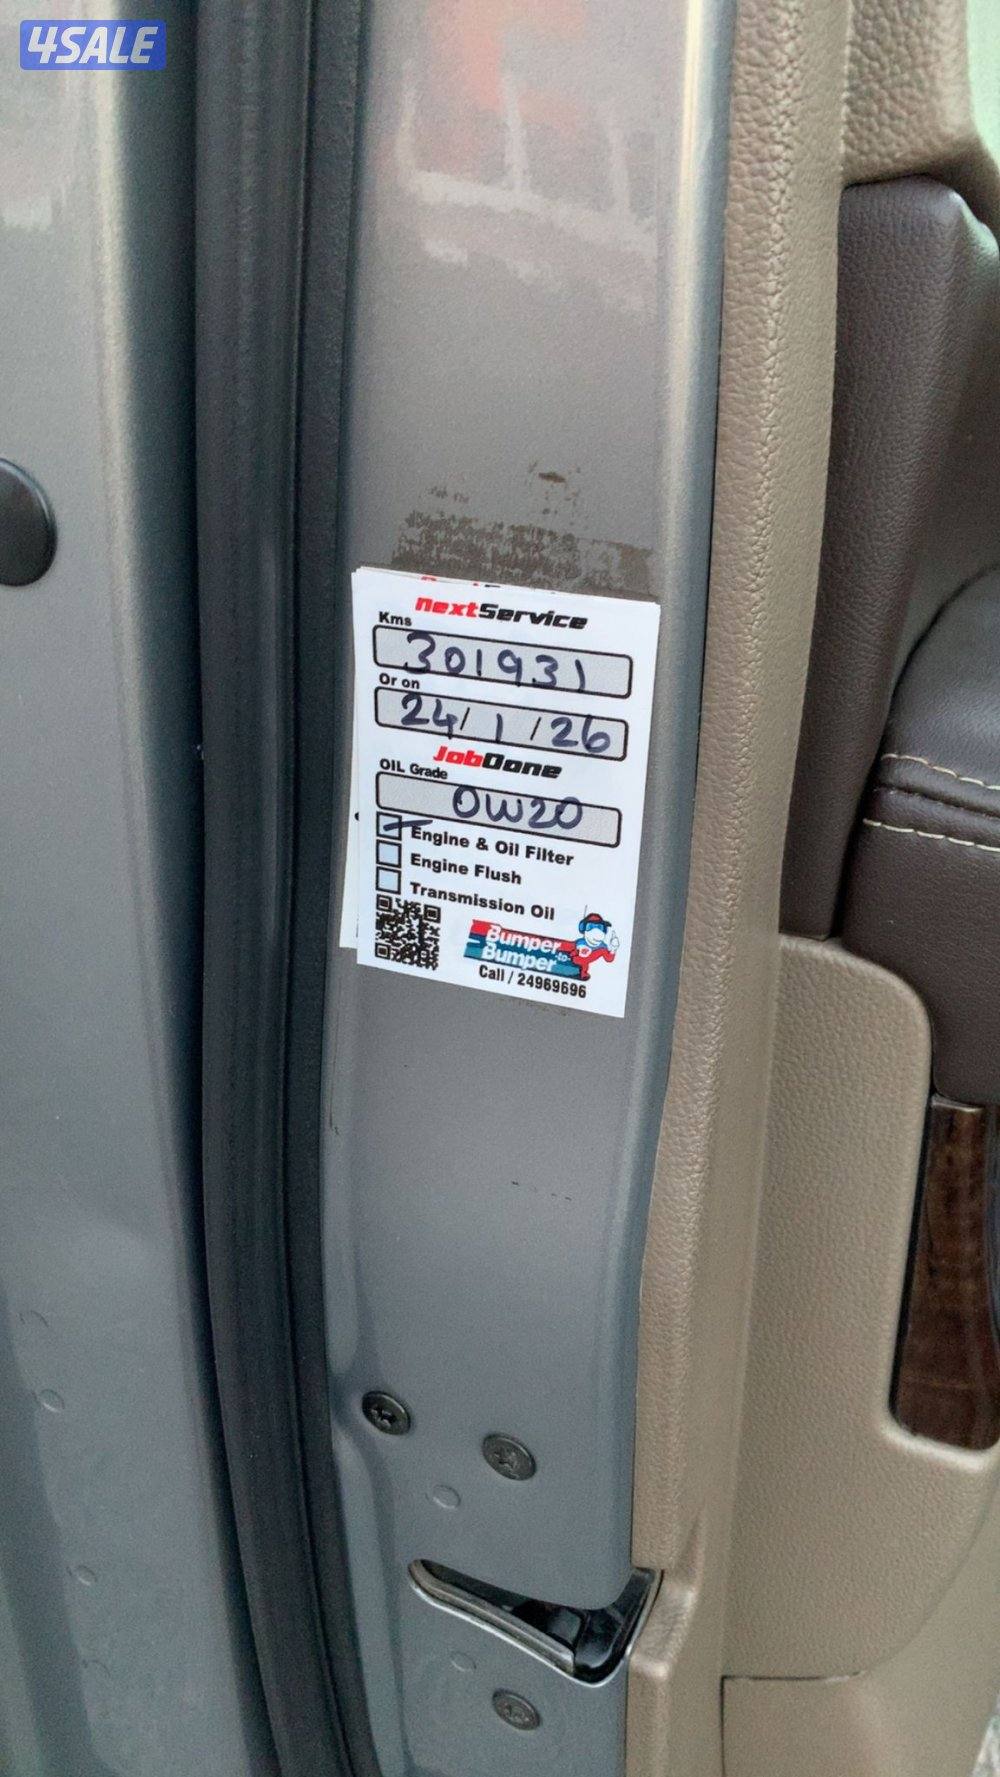 4SALE
nextService
Kms
301931
Or on
24/1/26
JobDone
OIL Grade
0W20
Engine & Oil Filter
Engine Flush
Transmission Oil
Bumper
-to-
Bumper
Call / 24969696